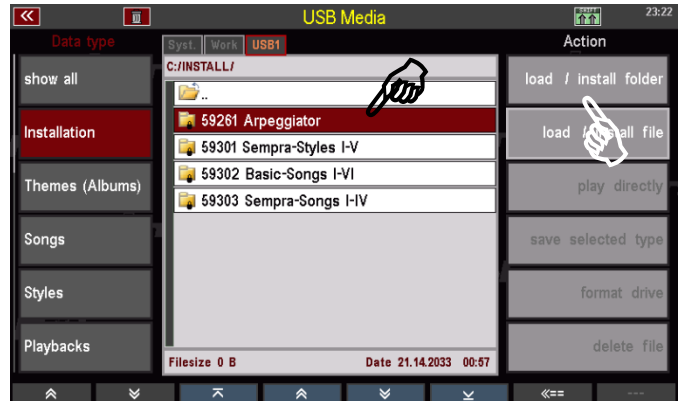 USB Media
23:22
Data type
Syst. Work USB1
Action
C:/INSTALL/
show all
..
load / install folder
59261 Arpeggiator
Installation
load / install file
59301 Sempra-Styles I-V
59302 Basic-Songs I-VI
Themes (Albums)
play directly
59303 Sempra-Songs I-IV
Songs
save selected type
Styles
format drive
Playbacks
delete file
Filesize 0 B
Date 21.14.2033 00:57
«==
---